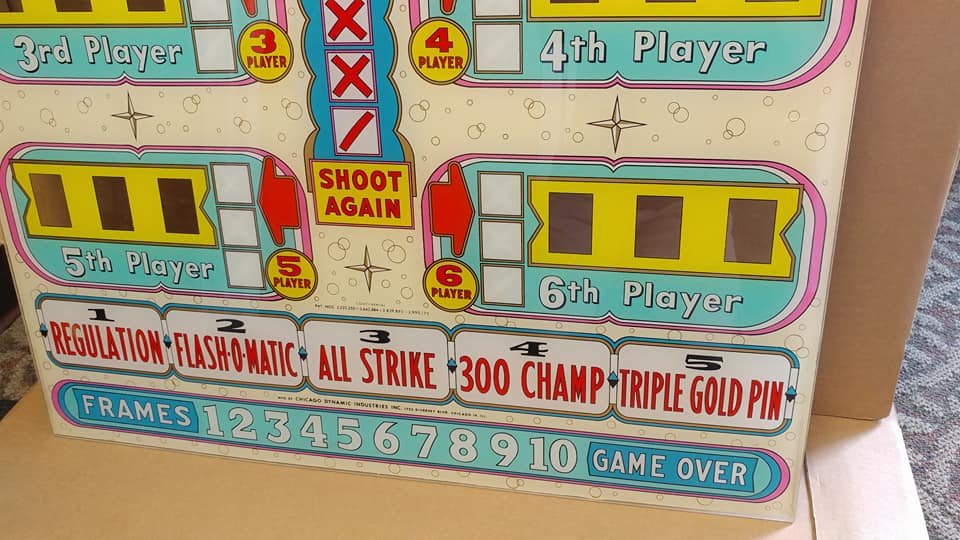 3rd Player
3
PLAYER
X
X
/
4
PLAYER
4th Player
SHOOT
AGAIN
5th Player
5
PLAYER
6
PLAYER
6th Player
1
REGULATION
2
FLASH-O-MATIC
3
ALL STRIKE
4
300 CHAMP
5
TRIPLE GOLD PIN
MFG. BY CHICAGO DYNAMIC INDUSTRIES INC.
FRAMES 1 2 3 4 5 6 7 8 9 10 GAME OVER